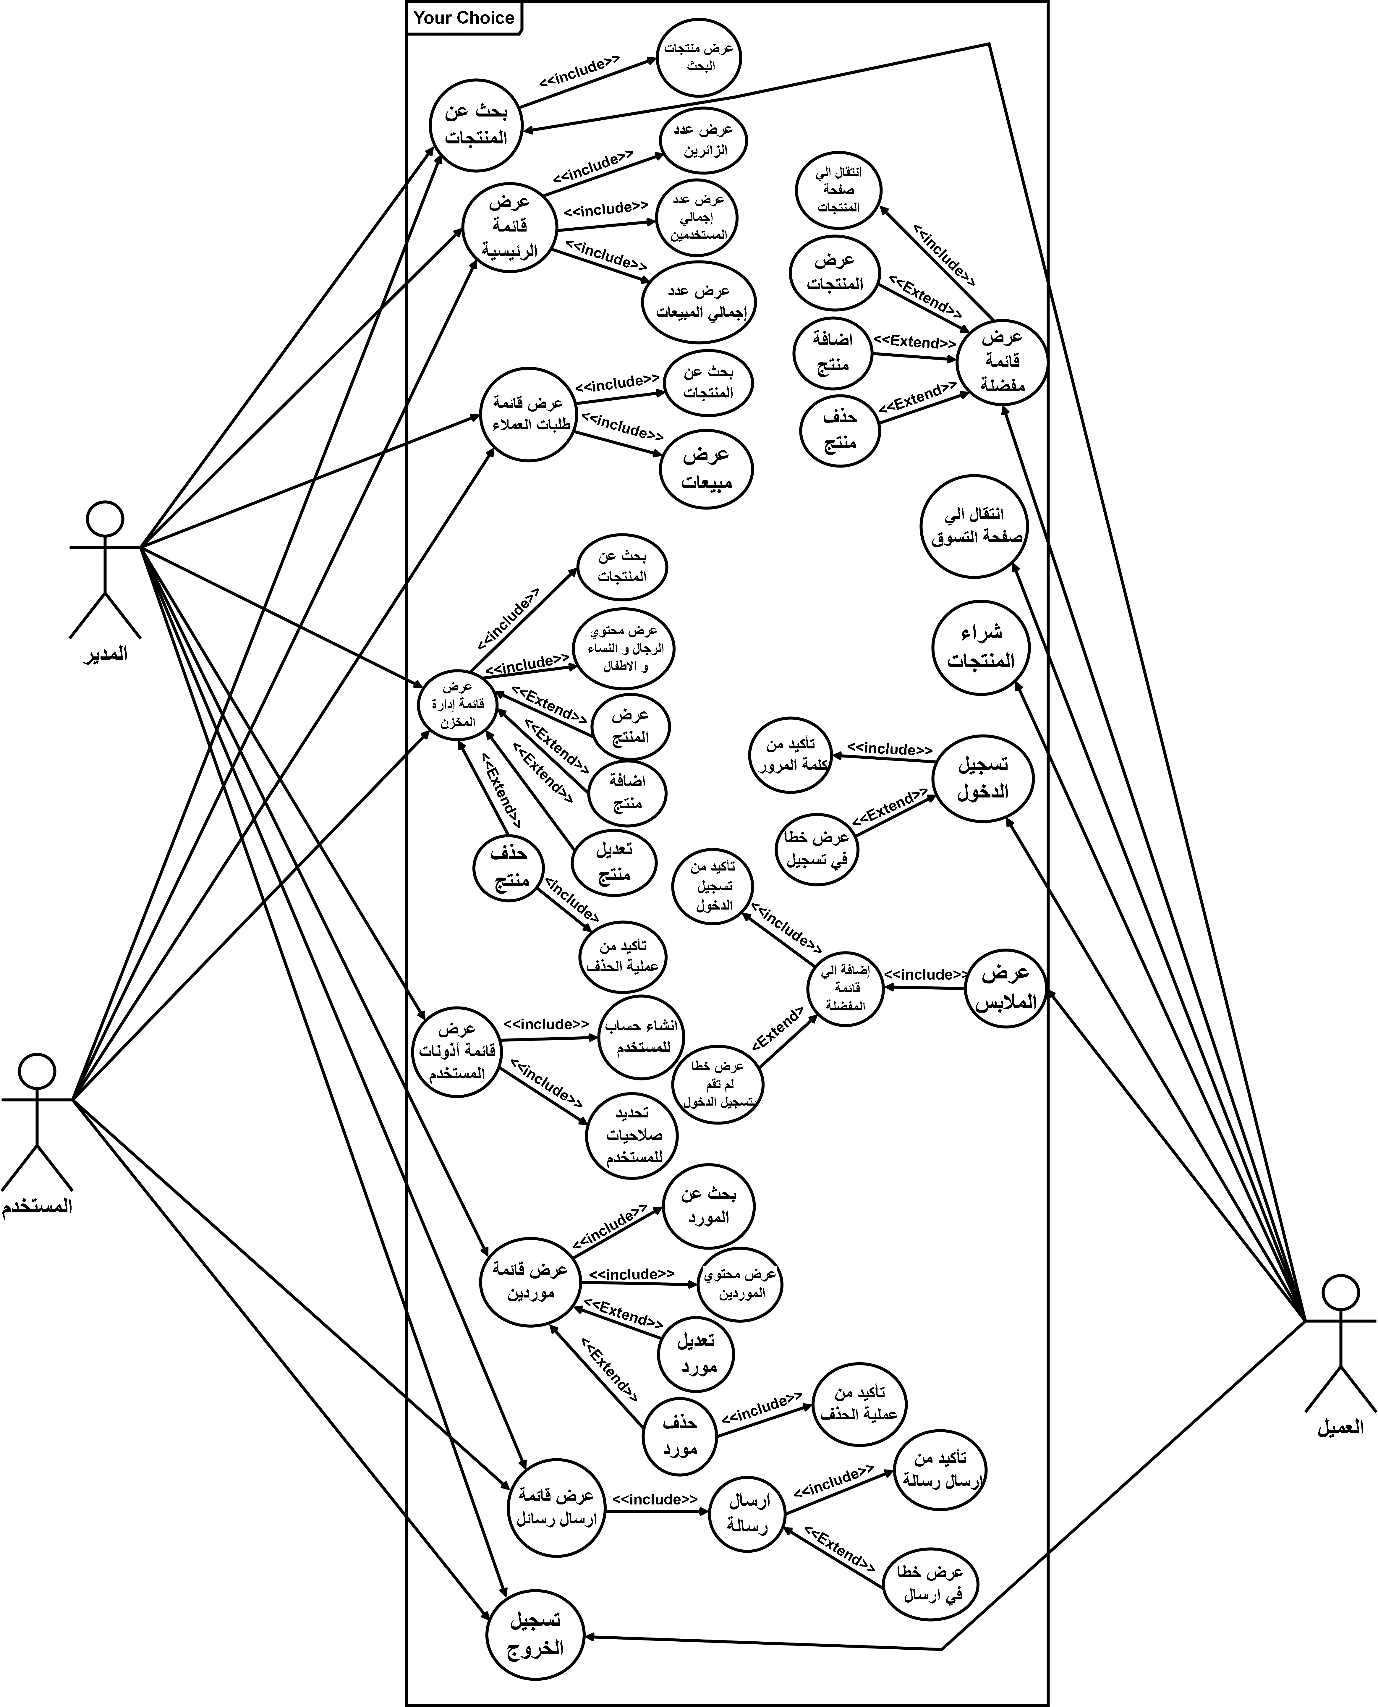 Your Choice
بحث عن
المنتجات
<<include>>
عرض منتجات
البحث
عرض
قائمة
الرئيسية
<<include>>
عرض عدد
الزائرين
<<include>>
عرض عدد
إجمالي
المستخدمين
<<include>>
عرض عدد
إجمالي المبيعات
عرض قائمة
طلبات العملاء
<<include>>
بحث عن
المنتجات
<<include>>
عرض
مبيعات
انتقال الي
صفحة
المنتجات
<<include>>
عرض
المنتجات
<<Extend>>
اضافة
منتج
<<Extend>>
حذف
منتج
<<Extend>>
عرض
قائمة
مفضلة
انتقال الي
صفحة التسوق
شراء
المنتجات
المدير
بحث عن
المنتجات
<<include>>
عرض محتوي
الرجال و النساء
و الاطفال
<<include>>
عرض
قائمة إدارة
المخزن
<<Extend>>
عرض
المنتج
<<Extend>>
اضافة
منتج
<<Extend>>
تعديل
منتج
<<Extend>>
حذف
منتج
<include>
تأكيد من
عملية الحذف
تأكيد من
كلمة المرور
<<include>>
تسجيل
الدخول
<<Extend>>
عرض خطا
في تسجيل
تأكيد من
تسجيل
الدخول
<<include>>
إضافة الي
قائمة
المفضلة
<<include>>
عرض
الملابس
<Extend>
عرض خطا
لم تقم
بتسجيل الدخول
عرض
قائمة أذونات
المستخدم
<<include>>
انشاء حساب
للمستخدم
<<include>>
تحديد
صلاحيات
للمستخدم
المستخدم
عرض قائمة
موردين
<<include>>
بحث عن
المورد
<<include>>
عرض محتوي
الموردين
<<Extend>>
تعديل
مورد
<<Extend>>
حذف
مورد
<<include>>
تأكيد من
عملية الحذف
العميل
عرض قائمة
ارسال رسائل
<<include>>
ارسال
رسالة
<<include>>
تأكيد من
ارسال رسالة
<<Extend>>
عرض خطا
في ارسال
تسجيل
الخروج